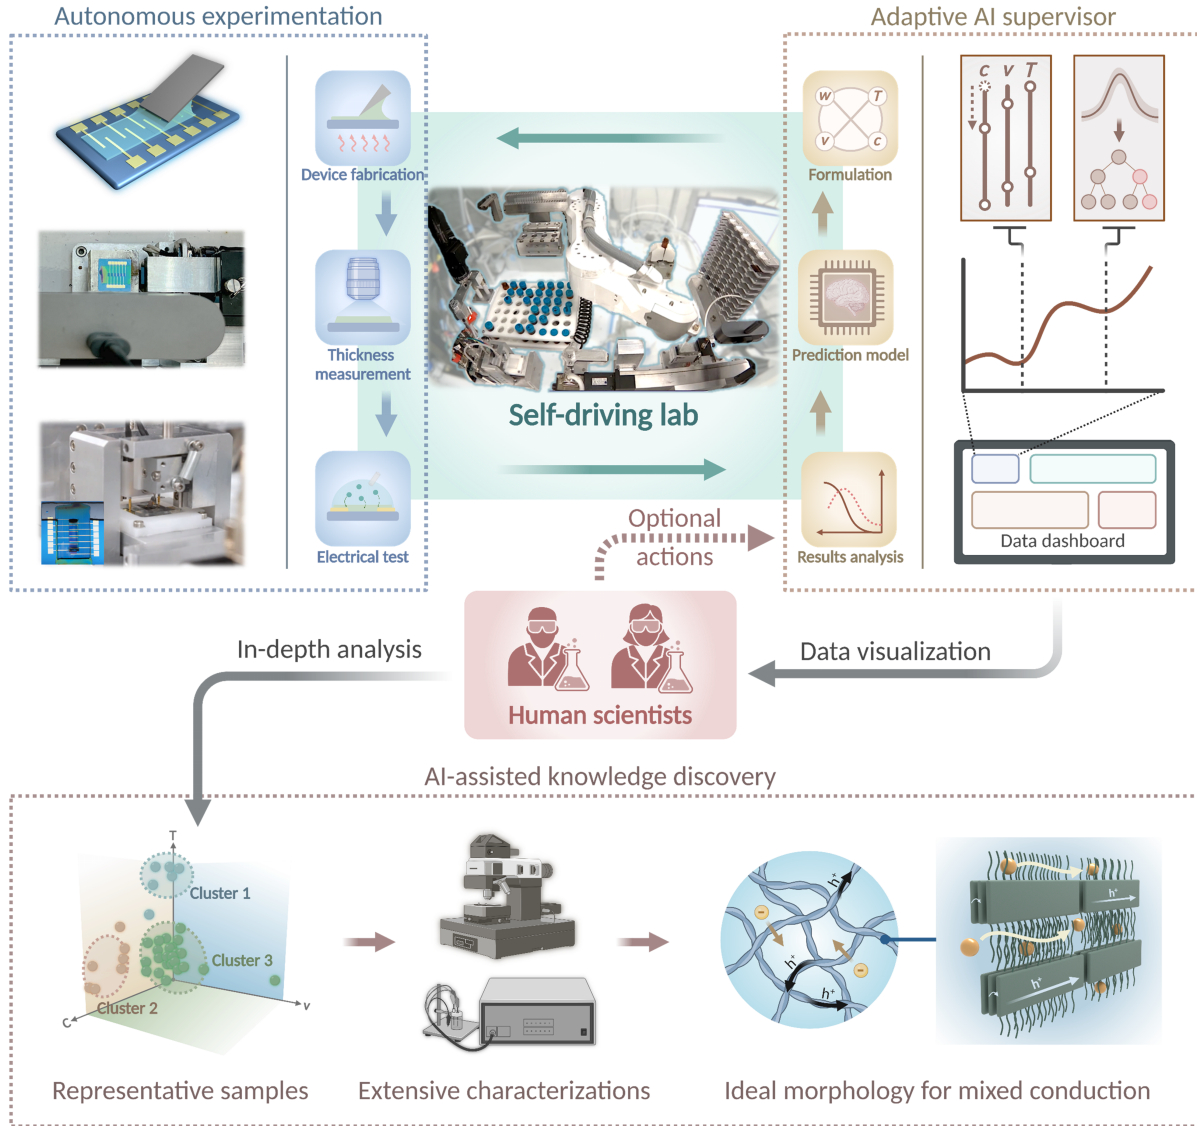 Autonomous experimentation
Adaptive AI supervisor
Device fabrication
Thickness
measurement
Electrical test
Self-driving lab
W T
V C
Formulation
Prediction model
Results analysis
C V T
Data dashboard
Optional
actions
Human scientists
In-depth analysis
Data visualization
AI-assisted knowledge discovery
T
Cluster 1
Cluster 3
Cluster 2
C
V
h+
h+
h+
h+
h+
Representative samples
Extensive characterizations
Ideal morphology for mixed conduction